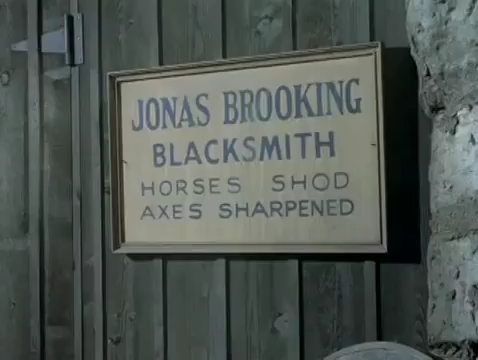 JONAS BROOKING
BLACKSMITH
HORSES SHOD
AXES SHARPENED